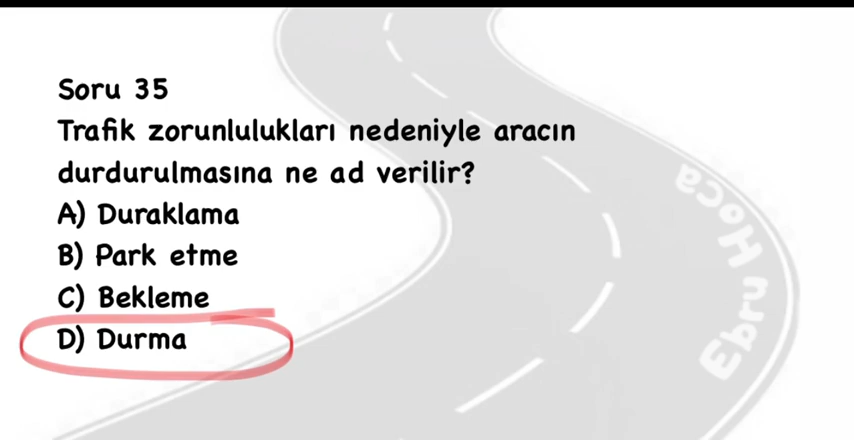 Soru 35
Trafik zorunlulukları nedeniyle aracın
durdurulmasına ne ad verilir?
A) Duraklama
B) Park etme
C) Bekleme
D) Durma
Ebru Hoca